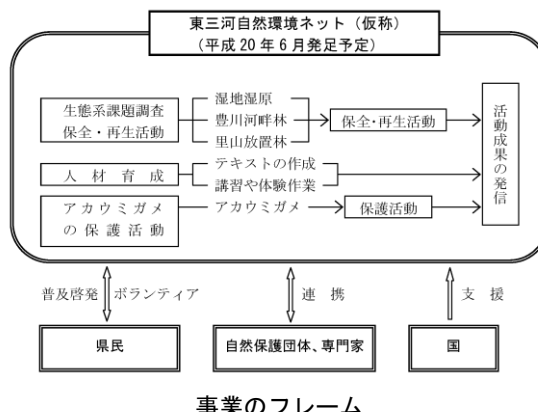 東三河自然環境ネット（仮称）
（平成20年6月発足予定）
生態系課題調査
保全・再生活動
湿地湿原
豊川河畔林
里山放置林
保全・再生活動
人材育成
テキストの作成
講習や体験作業
アカウミガメ
の保護活動
アカウミガメ
保護活動
活動成果の発信
普及啓発
ボランティア
連携
支援
県民
自然保護団体、専門家
国
事業のフレーム